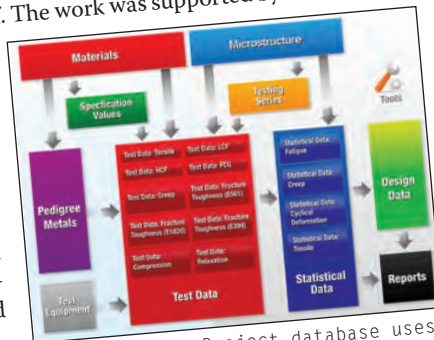 . The work was supported by
Materials
Microstructure
Specification
Values
Testing
Series
Tools
Pedigree
Metals
Test Data: Tensile
Test Data: LCF
Test Data: HCF
Test Data: FCG
Test Data: Creep
Test Data: Fracture
Toughness (E561)
Test Data: Fracture
Toughness (E1820)
Test Data: Fracture
Toughness (E399)
Test Data:
Compression
Test Data:
Relaxation
Test Data
Statistical Data:
Fatigue
Statistical Data:
Creep
Statistical Data:
Cyclical
Deformation
Statistical Data:
Tensile
Statistical
Data
Design
Data
Reports
Test
Equipment
d
Project database uses